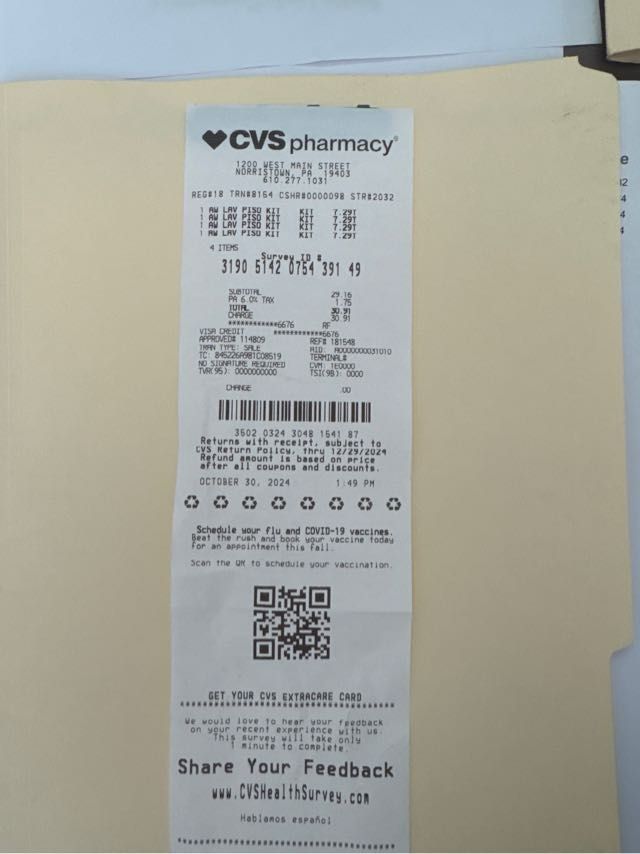 CVS pharmacy®
1200 WEST MAIN STREET
NORRISTOWN, PA 19403
610.277.1031
REG#18 TRN#8154 CSHR#0000098 STR#2032
1 AW LAV PISO KIT KIT 7.29T
1 AW LAV PISO KIT KIT 7.29T
1 AW LAV PISO KIT KIT 7.29T
1 AW LAV PISO KIT KIT 7.29T
4 ITEMS
Survey ID #
3190 5142 0754 391 49
SUBTOTAL 29.16
PA 6.0% TAX 1.75
TOTAL 30.91
CHARGE 30.91
************6676 RF
VISA CREDIT ************6676
APPROVED# 114809 REF# 181548
TRAN TYPE: SALE AID: A0000000031010
TC: 845226A981C08519 TERMINAL#
NO SIGNATURE REQUIRED CVM: 1E0000
TVR(95): 0000000000 TSI(9B): 0000
CHANGE .00
3502 0324 3048 1541 87
Returns with receipt, subject to
CVS Return Policy, thru 12/29/2024
Refund amount is based on price
after all coupons and discounts.
OCTOBER 30, 2024 1:49 PM
Schedule your flu and COVID-19 vaccines.
Beat the rush and book your vaccine today
for an appointment this fall.
Scan the QR to schedule your vaccination.
GET YOUR CVS EXTRACARE CARD
****************************************
We would love to hear your feedback
on your recent experience with us.
This survey will take only
1 minute to complete.
Share Your Feedback
www.CVSHealthSurvey.com
Hablamos español
****************************************
e
12
4
4